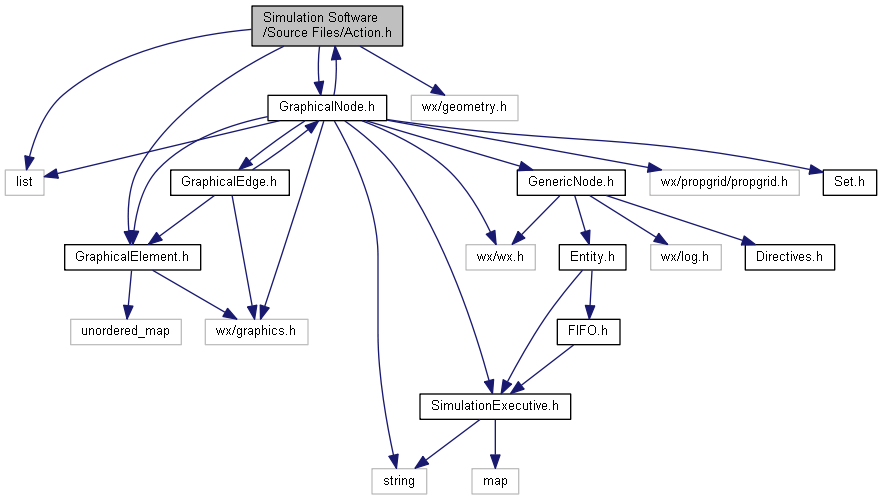 Simulation Software
/Source Files/Action.h
GraphicalNode.h
wx/geometry.h
list
GraphicalEdge.h
GenericNode.h
wx/propgrid/propgrid.h
Set.h
GraphicalElement.h
wx/wx.h
Entity.h
wx/log.h
Directives.h
unordered_map
wx/graphics.h
FIFO.h
SimulationExecutive.h
string
map